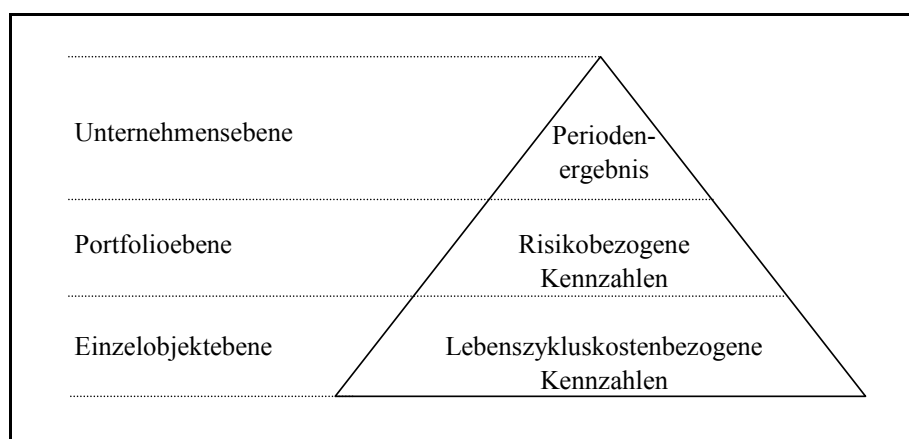 Unternehmensebene
Perioden-
ergebnis
Portfolioebene
Risikobezogene
Kennzahlen
Einzelobjektebene
Lebenszykluskostenbezogene
Kennzahlen